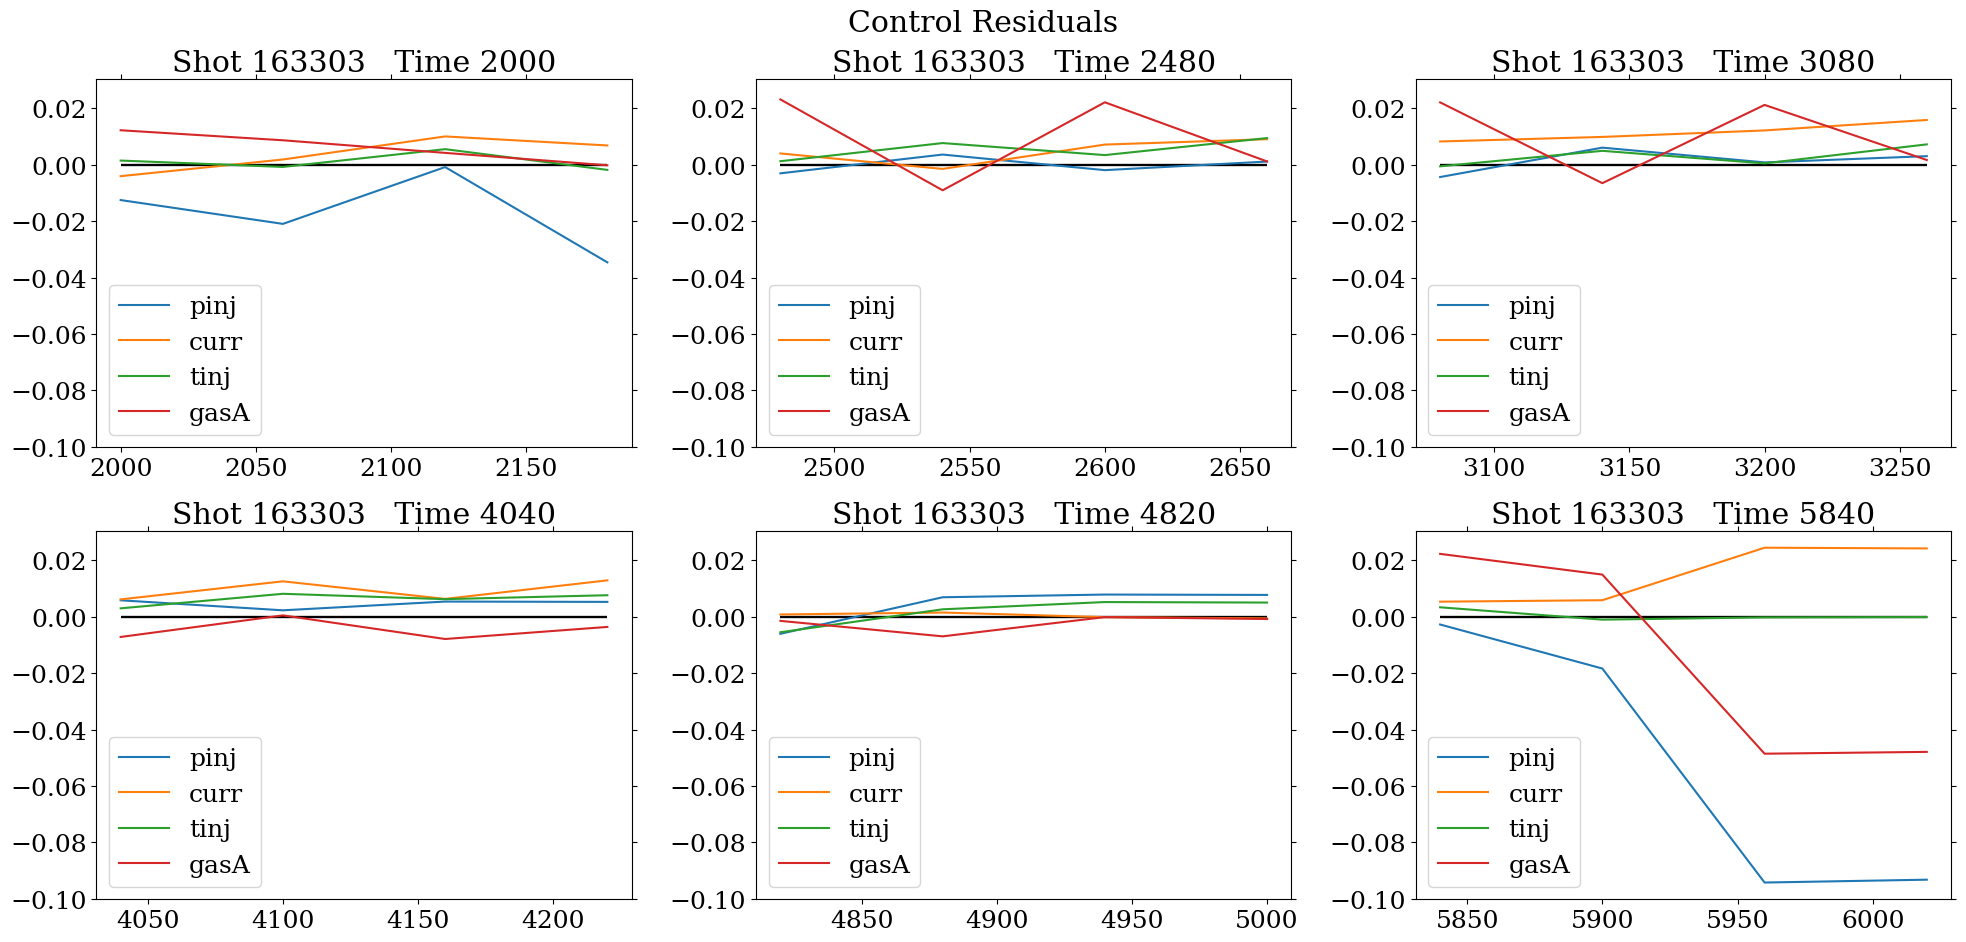 Control Residuals
Shot 163303 Time 2000
0.02
0.00
−0.02
−0.04
−0.06
−0.08
−0.10
pinj
curr
tinj
gasA
2000 2050 2100 2150
Shot 163303 Time 2480
0.02
0.00
−0.02
−0.04
−0.06
−0.08
−0.10
pinj
curr
tinj
gasA
2500 2550 2600 2650
Shot 163303 Time 3080
0.02
0.00
−0.02
−0.04
−0.06
−0.08
−0.10
pinj
curr
tinj
gasA
3100 3150 3200 3250
Shot 163303 Time 4040
0.02
0.00
−0.02
−0.04
−0.06
−0.08
−0.10
pinj
curr
tinj
gasA
4050 4100 4150 4200
Shot 163303 Time 4820
0.02
0.00
−0.02
−0.04
−0.06
−0.08
−0.10
pinj
curr
tinj
gasA
4850 4900 4950 5000
Shot 163303 Time 5840
0.02
0.00
−0.02
−0.04
−0.06
−0.08
−0.10
pinj
curr
tinj
gasA
5850 5900 5950 6000